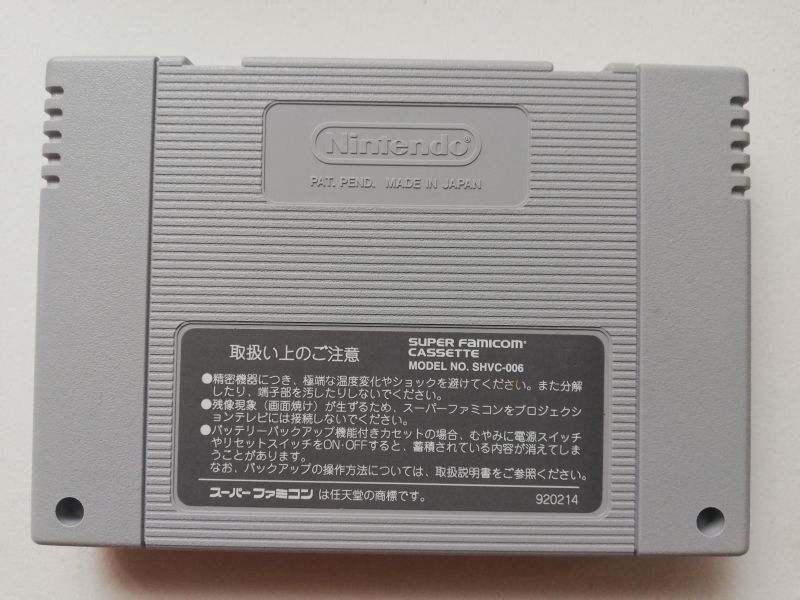 Nintendo®
PAT. PEND. MADE IN JAPAN
取扱い上のご注意
SUPER FAMICOM®
CASSETTE
MODEL NO. SHVC-006
●精密機器につき、極端な温度変化やショックを避けてください。また分解
したり、端子部を汚したりしないでください。
●残像現象（画面焼け）が生ずるため、スーパーファミコンをプロジェクシ
ョンテレビには接続しないでください。
●バッテリーバックアップ機能付きカセットの場合、むやみに電源スイッチ
やリセットスイッチをON・OFFすると、蓄積されている内容が消えてしま
うことがあります。
なお、バックアップの操作方法については、取扱説明書をご参照ください。
スーパーファミコン は任天堂の商標です。
920214